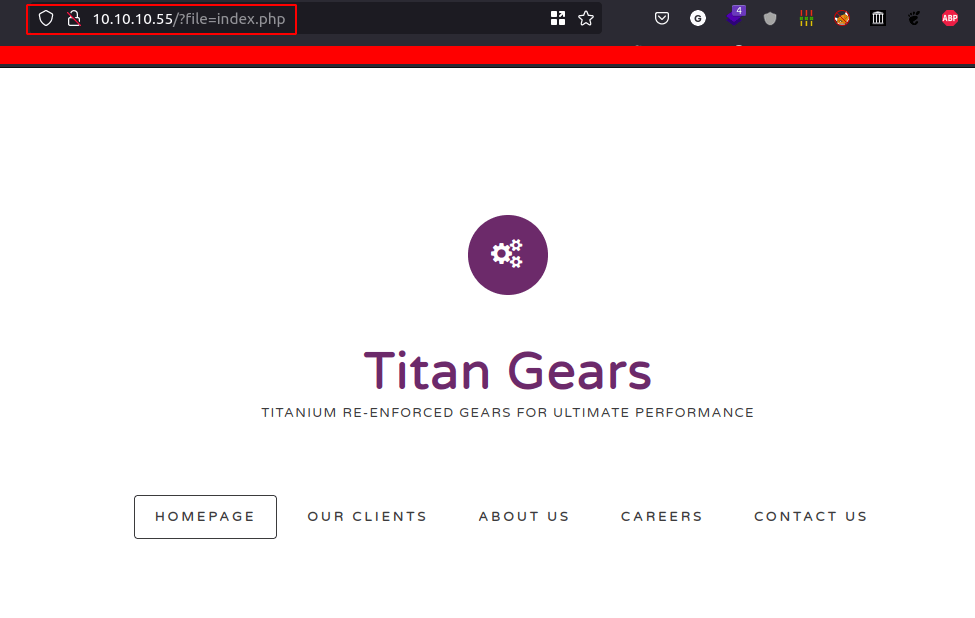 10.10.10.55/?file=index.php
G
4
ABP
Titan Gears
TITANIUM RE-ENFORCED GEARS FOR ULTIMATE PERFORMANCE
HOMEPAGE OUR CLIENTS ABOUT US CAREERS CONTACT US